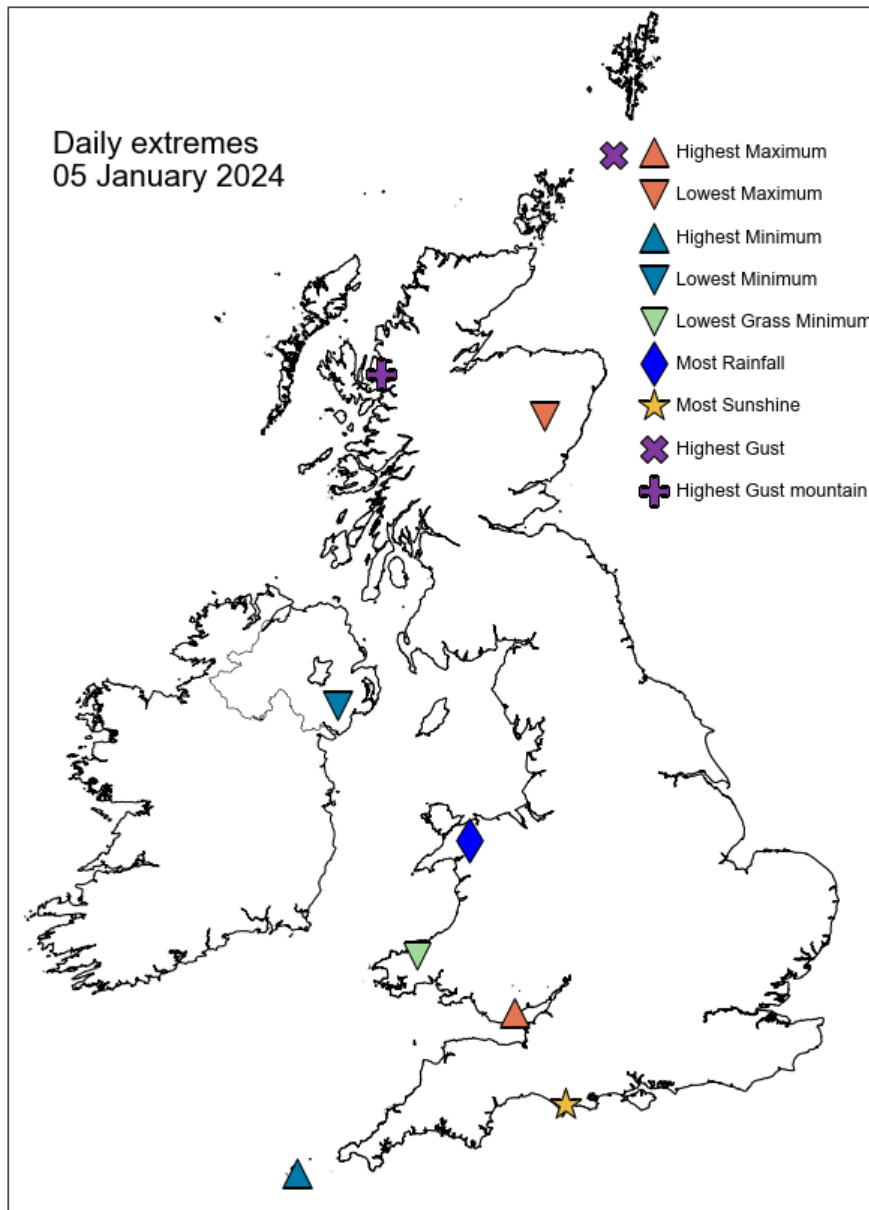 Daily extremes
05 January 2024
Highest Maximum
Lowest Maximum
Highest Minimum
Lowest Minimum
Lowest Grass Minimum
Most Rainfall
Most Sunshine
Highest Gust
Highest Gust mountain